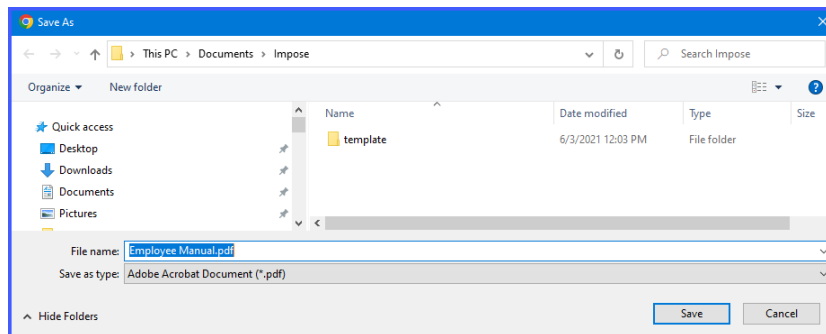 Save As
This PC > Documents > Impose
Search Impose
Organize
New folder
Name
Date modified
Type
Size
Quick access
Desktop
Downloads
Documents
Pictures
template
6/3/2021 12:03 PM
File folder
File name: Employee Manual.pdf
Save as type: Adobe Acrobat Document (*.pdf)
Hide Folders
Save
Cancel